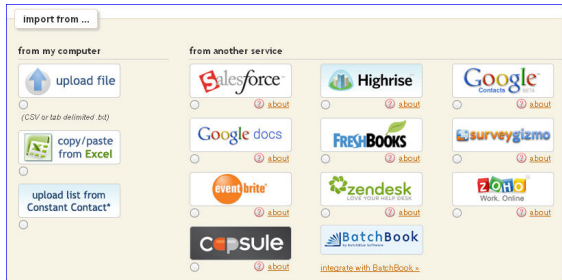 import from ...
from my computer
from another service
upload file
(CSV or tab delimited .txt)
copy/paste
from Excel
upload list from
Constant Contact*
Salesforce
about
Highrise
about
Google
Contacts BETA
about
Google docs
about
FRESHBOOKS
about
surveygizmo
about
eventbrite
about
zendesk
LOVE YOUR HELP DESK
about
ZOHO
Work. Online
about
capsule
about
BatchBook
integrate with BatchBook »